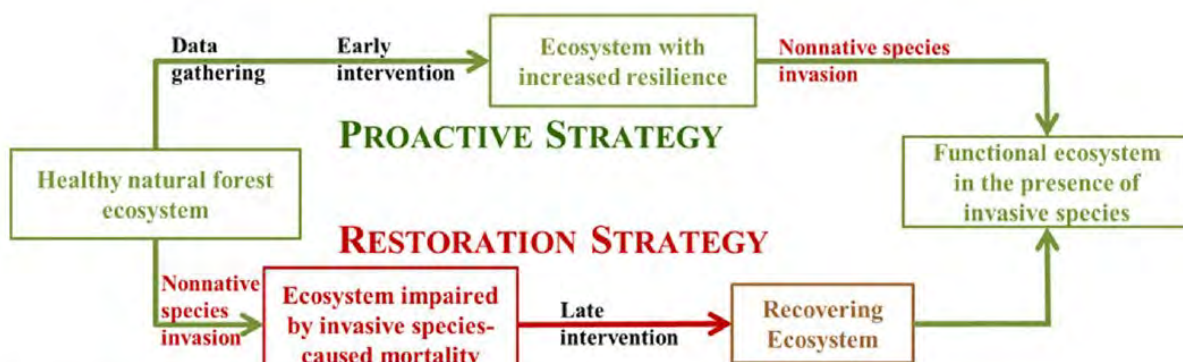 Data
gathering
Early
intervention
Ecosystem with
increased resilience
Nonnative species
invasion
PROACTIVE STRATEGY
Healthy natural forest
ecosystem
Functional ecosystem
in the presence of
invasive species
RESTORATION STRATEGY
Nonnative
species
invasion
Ecosystem impaired
by invasive species-
caused mortality
Late
intervention
Recovering
Ecosystem